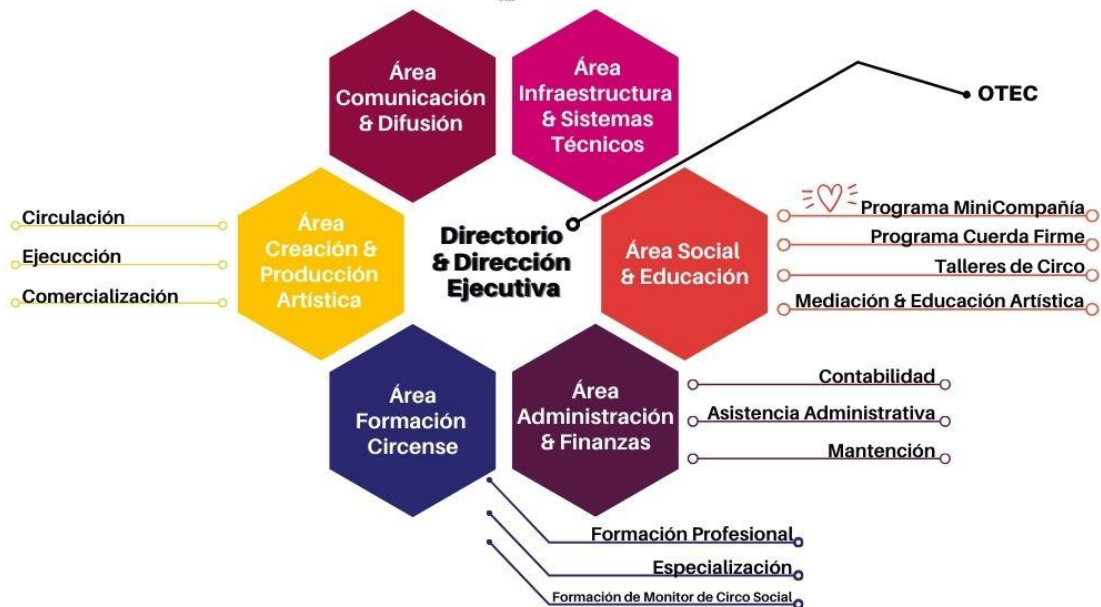 Área
Comunicación
& Difusión
Área
Infraestructura
& Sistemas
Técnicos
OTEC
Circulación
Ejecucción
Comercialización
Área
Creación &
Producción
Artística
Directorio
& Dirección
Ejecutiva
Área Social
& Educación
Programa MiniCompañía
Programa Cuerda Firme
Talleres de Circo
Mediación & Educación Artística
Área
Formación
Circense
Área
Administración
& Finanzas
Contabilidad
Asistencia Administrativa
Mantención
Formación Profesional
Especialización
Formación de Monitor de Circo Social